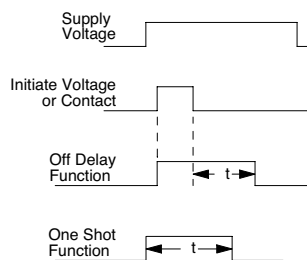 Supply
Voltage
Initiate Voltage
or Contact
Off Delay
Function
t
One Shot
Function
t